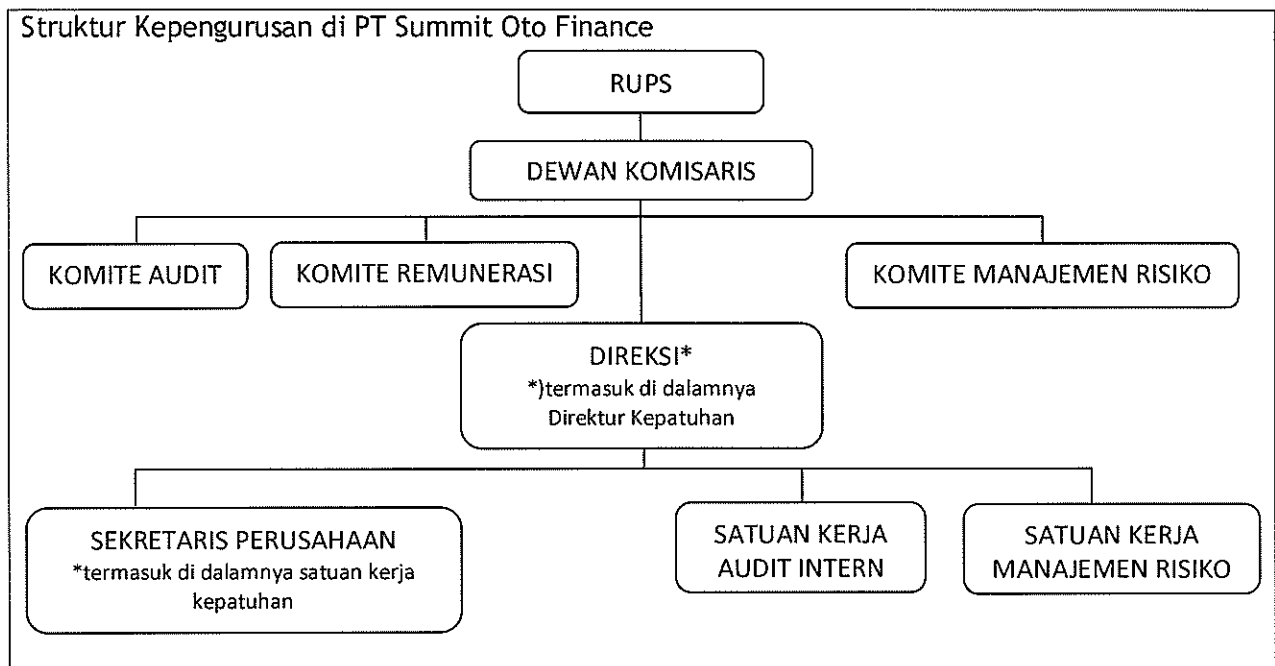 Struktur Kepengurusan di PT Summit Oto Finance
RUPS
DEWAN KOMISARIS
KOMITE AUDIT
KOMITE REMUNERASI
KOMITE MANAJEMEN RISIKO
DIREKSI*
*)termasuk di dalamnya
Direktur Kepatuhan
SEKRETARIS PERUSAHAAN
*termasuk di dalamnya satuan kerja
kepatuhan
SATUAN KERJA
AUDIT INTERN
SATUAN KERJA
MANAJEMEN RISIKO